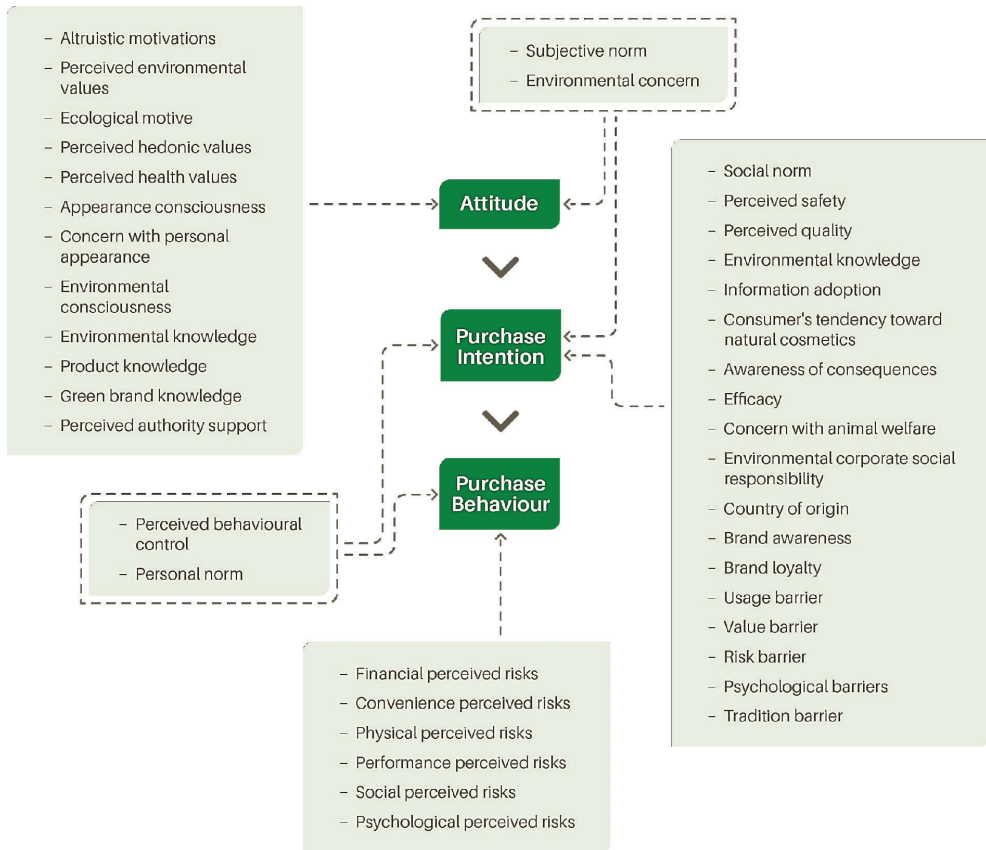 – Altruistic motivations
– Perceived environmental
values
– Ecological motive
– Perceived hedonic values
– Perceived health values
– Appearance consciousness
– Concern with personal
appearance
– Environmental
consciousness
– Environmental knowledge
– Product knowledge
– Green brand knowledge
– Perceived authority support
– Subjective norm
– Environmental concern
Attitude
Purchase
Intention
Purchase
Behaviour
– Social norm
– Perceived safety
– Perceived quality
– Environmental knowledge
– Information adoption
– Consumer's tendency toward
natural cosmetics
– Awareness of consequences
– Efficacy
– Concern with animal welfare
– Environmental corporate social
responsibility
– Country of origin
– Brand awareness
– Brand loyalty
– Usage barrier
– Value barrier
– Risk barrier
– Psychological barriers
– Tradition barrier
– Perceived behavioural
control
– Personal norm
– Financial perceived risks
– Convenience perceived risks
– Physical perceived risks
– Performance perceived risks
– Social perceived risks
– Psychological perceived risks